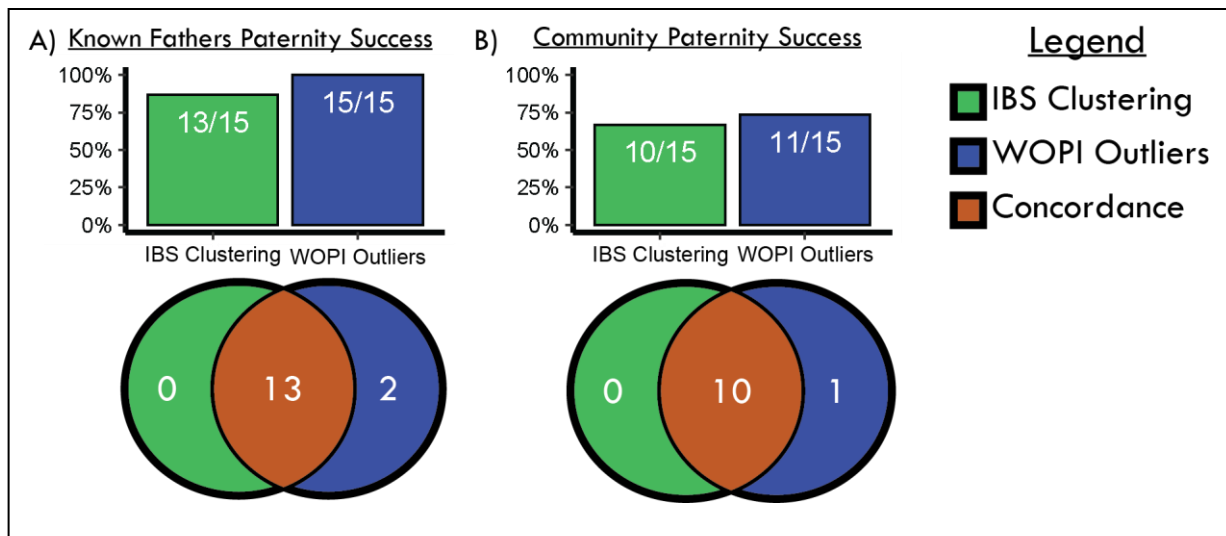 A) Known Fathers Paternity Success
100%
75%
50%
25%
0%
13/15
15/15
IBS Clustering
WOPI Outliers
0
13
2
B) Community Paternity Success
100%
75%
50%
25%
0%
10/15
11/15
IBS Clustering
WOPI Outliers
0
10
1
Legend
IBS Clustering
WOPI Outliers
Concordance